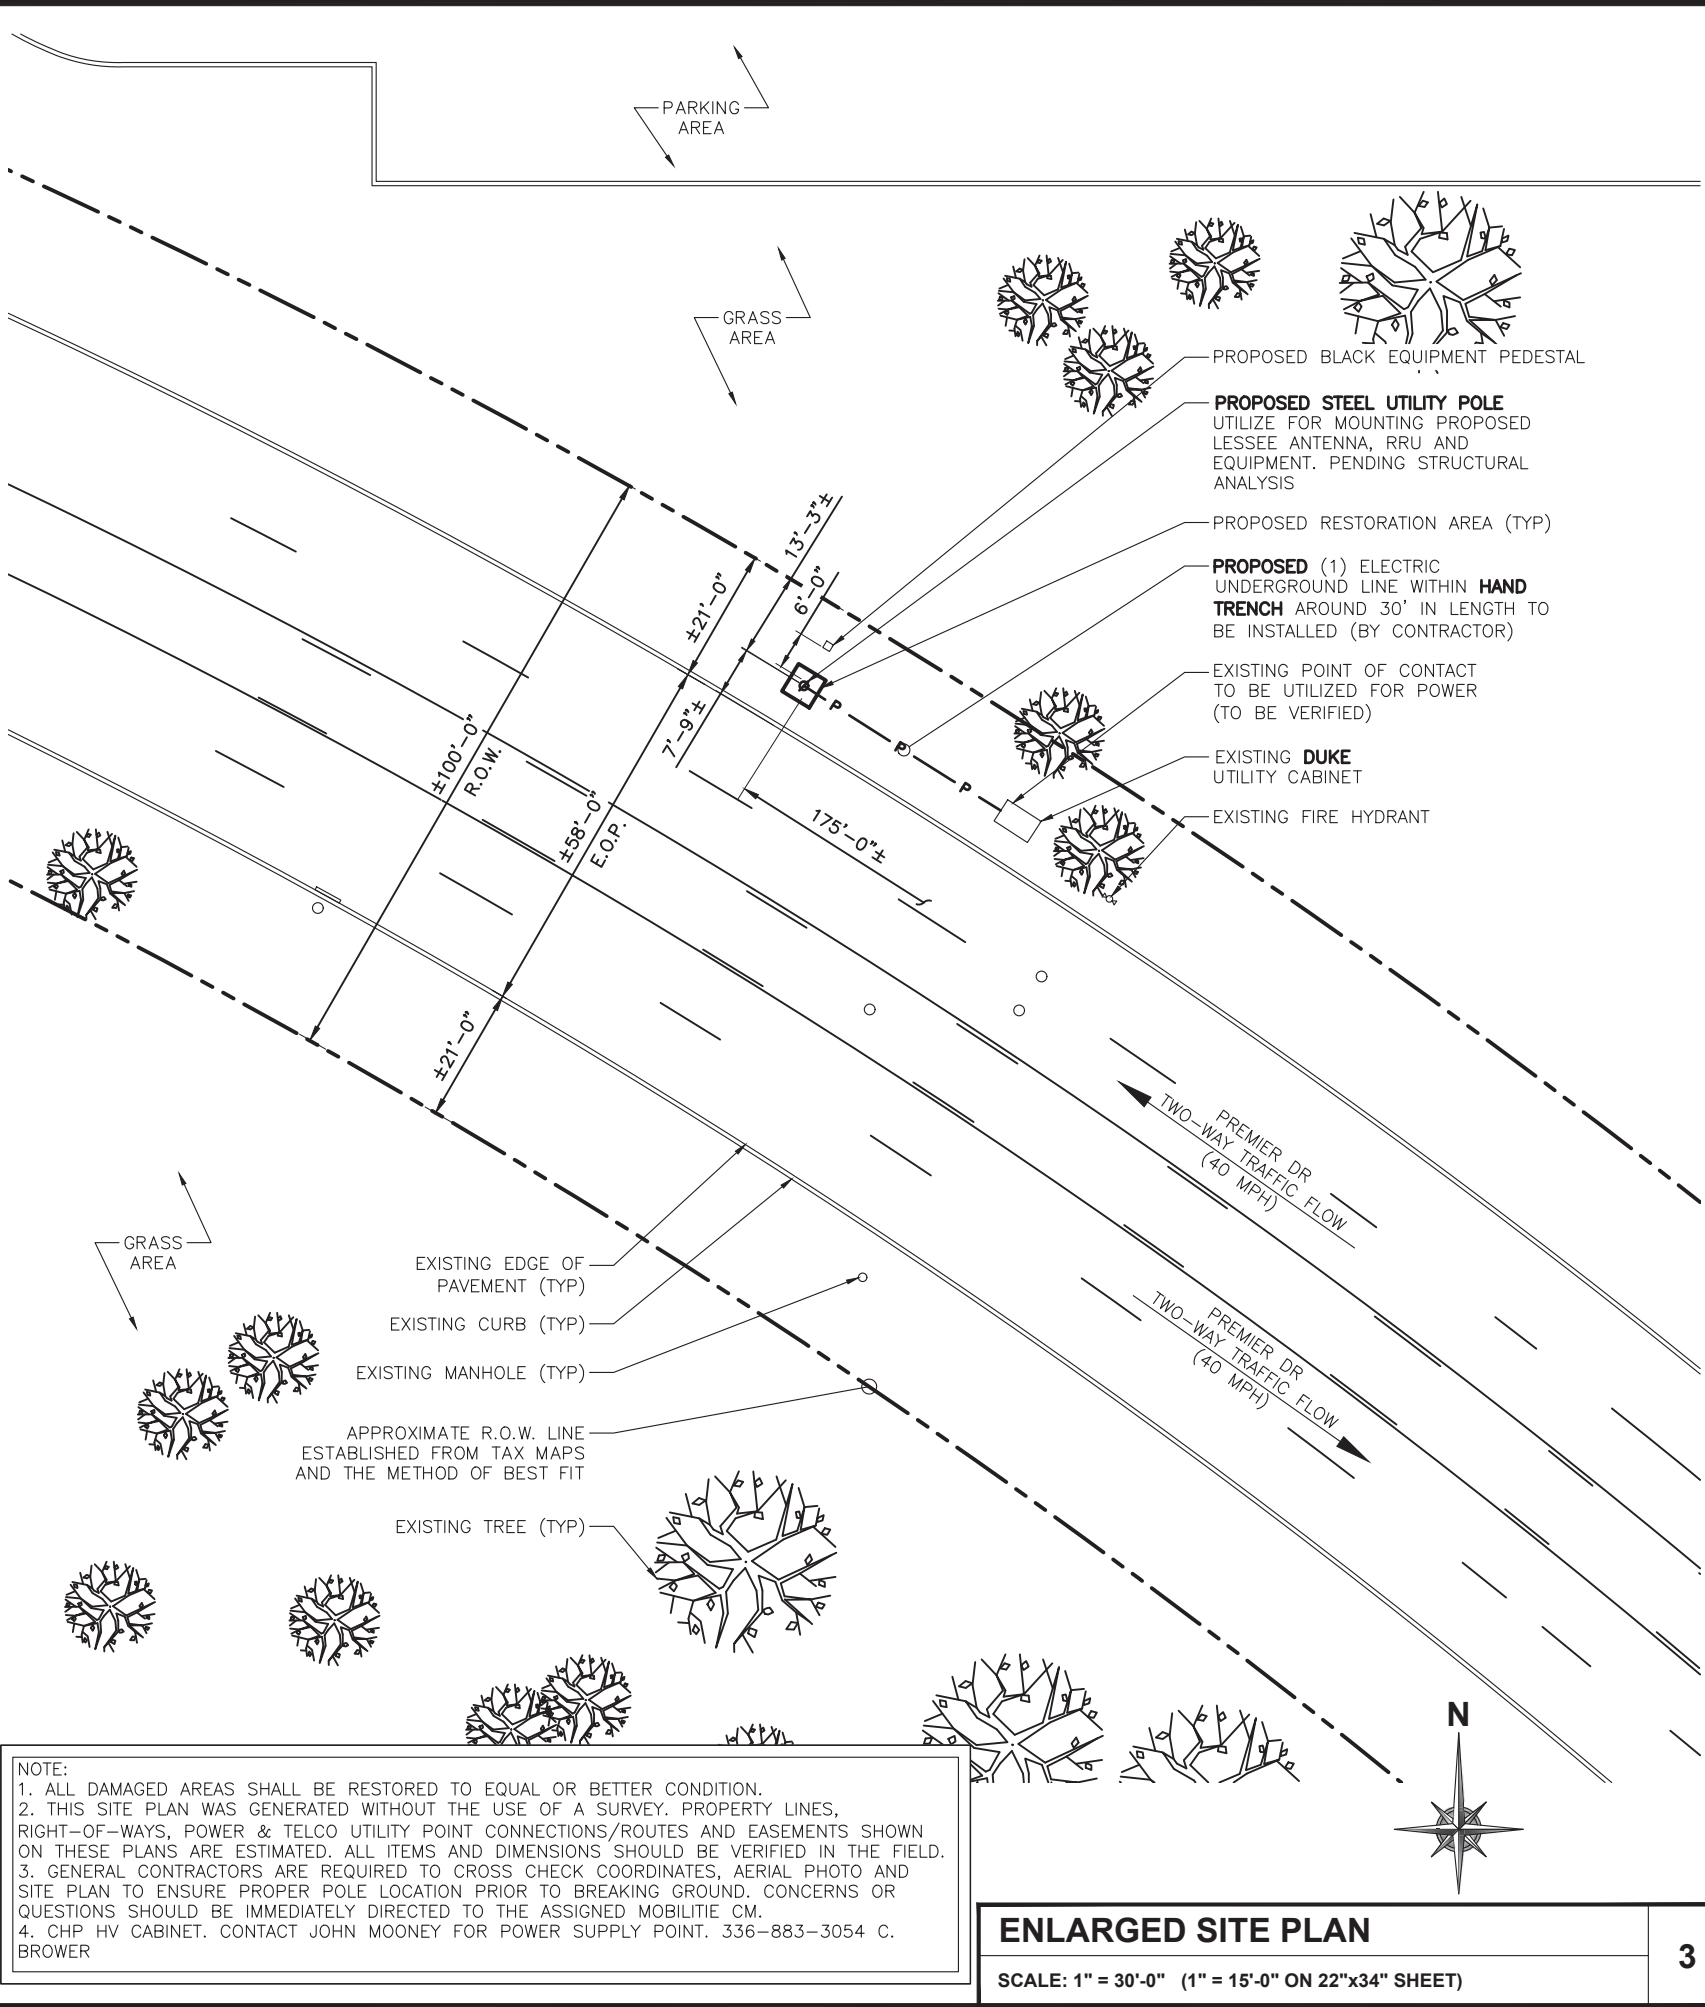 PARKING
AREA
GRASS
AREA
PROPOSED BLACK EQUIPMENT PEDESTAL
PROPOSED STEEL UTILITY POLE
UTILIZE FOR MOUNTING PROPOSED
LESSEE ANTENNA, RRU AND
EQUIPMENT. PENDING STRUCTURAL
ANALYSIS
PROPOSED RESTORATION AREA (TYP)
PROPOSED (1) ELECTRIC
UNDERGROUND LINE WITHIN HAND
TRENCH AROUND 30' IN LENGTH TO
BE INSTALLED (BY CONTRACTOR)
EXISTING POINT OF CONTACT
TO BE UTILIZED FOR POWER
(TO BE VERIFIED)
EXISTING DUKE
UTILITY CABINET
EXISTING FIRE HYDRANT
13'-3"±
6'-0"
±21'-0"
7'-9"±
P
P
P
±100'-0"
R.O.W.
±58'-0"
E.O.P.
175'-0"±
±21'-0"
PREMIER DR
TWO-WAY TRAFFIC FLOW
(40 MPH)
PREMIER DR
TWO-WAY TRAFFIC FLOW
(40 MPH)
GRASS
AREA
EXISTING EDGE OF
PAVEMENT (TYP)
EXISTING CURB (TYP)
EXISTING MANHOLE (TYP)
APPROXIMATE R.O.W. LINE
ESTABLISHED FROM TAX MAPS
AND THE METHOD OF BEST FIT
EXISTING TREE (TYP)
N
NOTE:
1. ALL DAMAGED AREAS SHALL BE RESTORED TO EQUAL OR BETTER CONDITION.
2. THIS SITE PLAN WAS GENERATED WITHOUT THE USE OF A SURVEY. PROPERTY LINES,
RIGHT-OF-WAYS, POWER & TELCO UTILITY POINT CONNECTIONS/ROUTES AND EASEMENTS SHOWN
ON THESE PLANS ARE ESTIMATED. ALL ITEMS AND DIMENSIONS SHOULD BE VERIFIED IN THE FIELD.
3. GENERAL CONTRACTORS ARE REQUIRED TO CROSS CHECK COORDINATES, AERIAL PHOTO AND
SITE PLAN TO ENSURE PROPER POLE LOCATION PRIOR TO BREAKING GROUND. CONCERNS OR
QUESTIONS SHOULD BE IMMEDIATELY DIRECTED TO THE ASSIGNED MOBILITIE CM.
4. CHP HV CABINET. CONTACT JOHN MOONEY FOR POWER SUPPLY POINT. 336-883-3054 C.
BROWER
ENLARGED SITE PLAN
SCALE: 1" = 30'-0" (1" = 15'-0" ON 22"x34" SHEET)
3